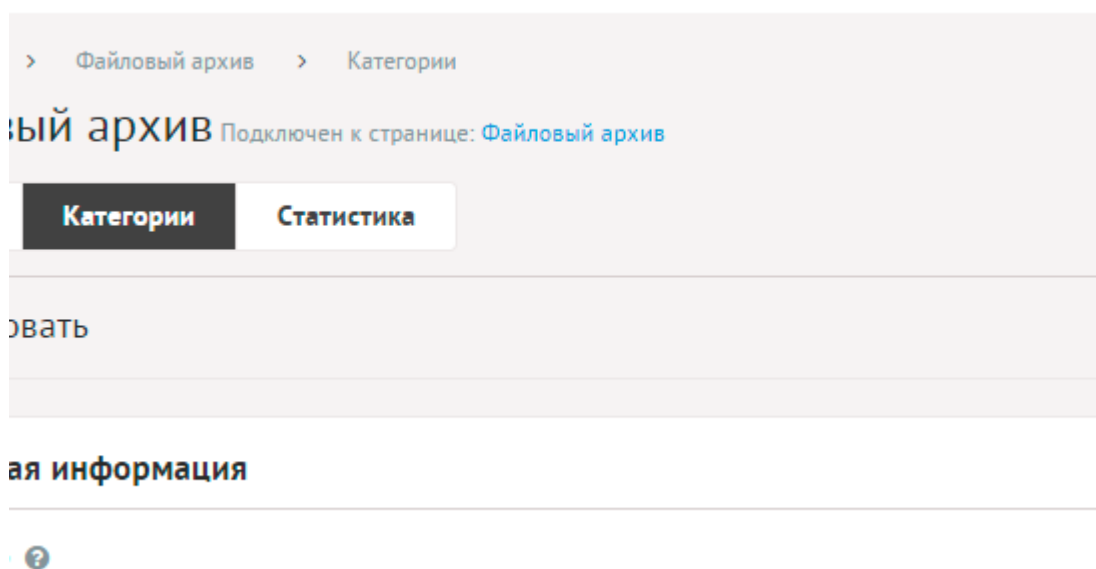 > Файловый архив > Категории
вый архив Подключен к странице: Файловый архив
Категории Статистика
овать
ая информация
?